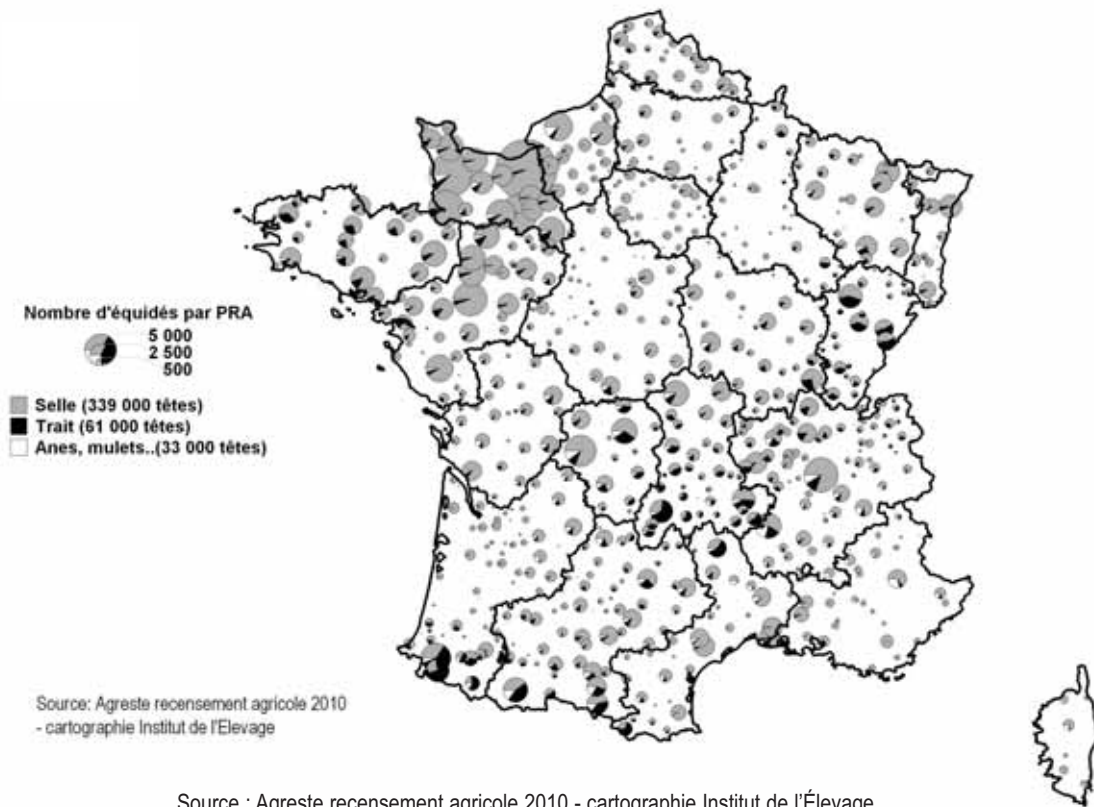 Nombre d'équidés par PRA
5 000
2 500
500
Selle (339 000 têtes)
Trait (61 000 têtes)
Anes, mulets..(33 000 têtes)
Source: Agreste recensement agricole 2010
- cartographie Institut de l'Elevage
Source : Agreste recensement agricole 2010 - cartographie Institut de l'Élevage